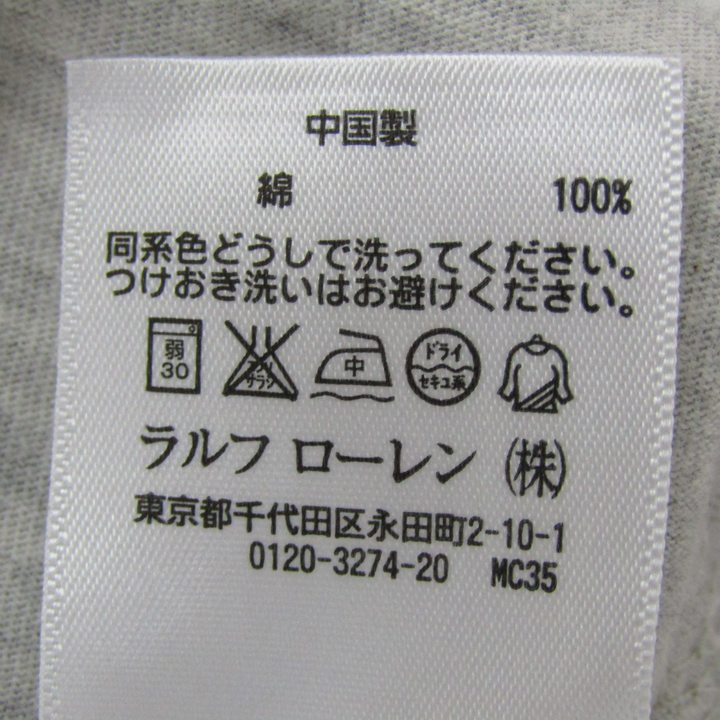 中国製
綿 100%
同系色どうしで洗ってください。
つけおき洗いはお避けください。
弱 30 エンソ サラシ 中 ドライ セキユ系
ラルフ ローレン (株)
東京都千代田区永田町2-10-1
0120-3274-20 MC35